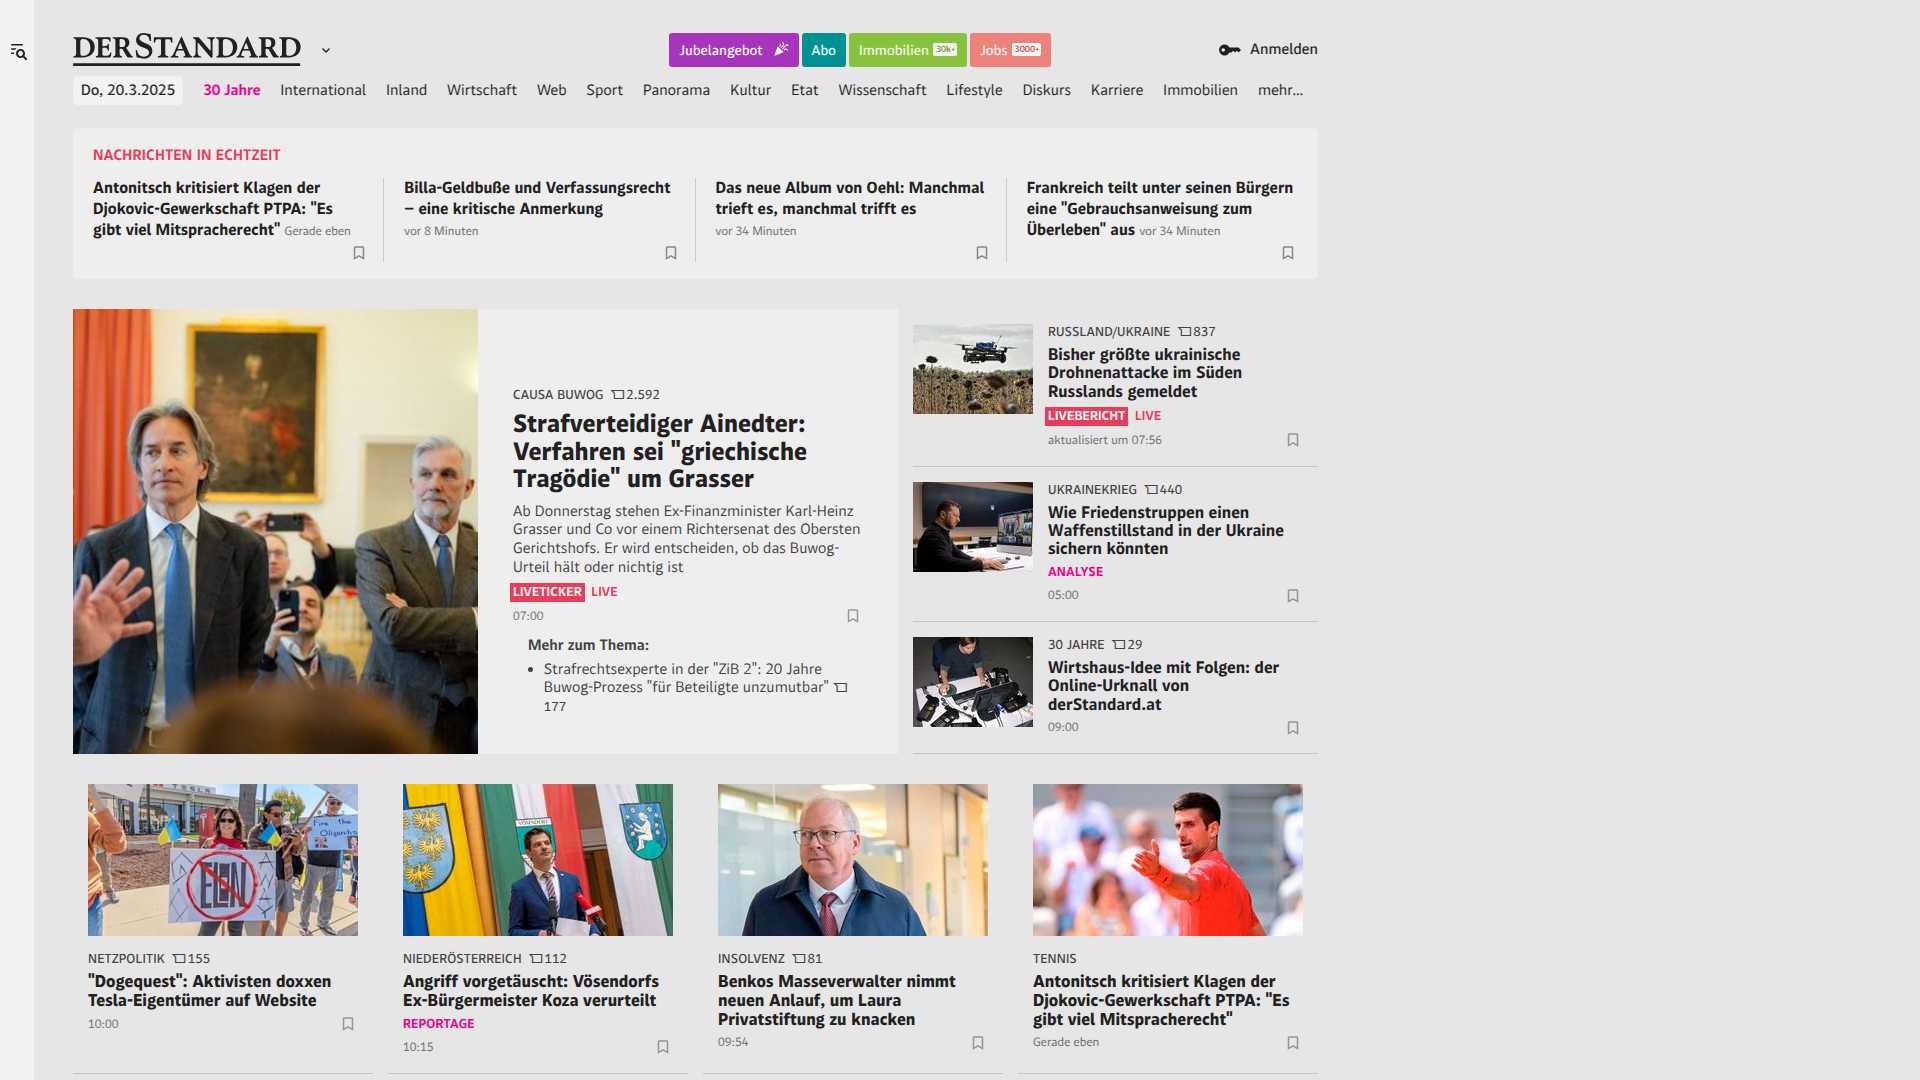 DERSTANDARD
Jubelangebot
Abo
Immobilien 30k+
Jobs 3000+
Anmelden
Do, 20.3.2025
30 Jahre
International
Inland
Wirtschaft
Web
Sport
Panorama
Kultur
Etat
Wissenschaft
Lifestyle
Diskurs
Karriere
Immobilien
mehr...
NACHRICHTEN IN ECHTZEIT
Antonitsch kritisiert Klagen der
Djokovic-Gewerkschaft PTPA: "Es
gibt viel Mitspracherecht" Gerade eben
Billa-Geldbuße und Verfassungsrecht
– eine kritische Anmerkung
vor 8 Minuten
Das neue Album von Oehl: Manchmal
trieft es, manchmal trifft es
vor 34 Minuten
Frankreich teilt unter seinen Bürgern
eine "Gebrauchsanweisung zum
Überleben" aus vor 34 Minuten
CAUSA BUWOG 2.592
Strafverteidiger Ainedter:
Verfahren sei "griechische
Tragödie" um Grasser
Ab Donnerstag stehen Ex-Finanzminister Karl-Heinz
Grasser und Co vor einem Richtersenat des Obersten
Gerichtshofs. Er wird entscheiden, ob das Buwog-
Urteil hält oder nichtig ist
LIVETICKER LIVE
07:00
Mehr zum Thema:
• Strafrechtsexperte in der "ZiB 2": 20 Jahre
Buwog-Prozess "für Beteiligte unzumutbar"
177
RUSSLAND/UKRAINE 837
Bisher größte ukrainische
Drohnenattacke im Süden
Russlands gemeldet
LIVEBERICHT LIVE
aktualisiert um 07:56
UKRAINEKRIEG 440
Wie Friedenstruppen einen
Waffenstillstand in der Ukraine
sichern könnten
ANALYSE
05:00
30 JAHRE 29
Wirtshaus-Idee mit Folgen: der
Online-Urknall von
derStandard.at
09:00
TESLA
Fire the
Oligarchs
ELON
NETZPOLITIK 155
"Dogequest": Aktivisten doxxen
Tesla-Eigentümer auf Website
10:00
VÖSENDORF
NIEDERÖSTERREICH 112
Angriff vorgetäuscht: Vösendorfs
Ex-Bürgermeister Koza verurteilt
REPORTAGE
10:15
INSOLVENZ 81
Benkos Masseverwalter nimmt
neuen Anlauf, um Laura
Privatstiftung zu knacken
09:54
TENNIS
Antonitsch kritisiert Klagen der
Djokovic-Gewerkschaft PTPA: "Es
gibt viel Mitspracherecht"
Gerade eben